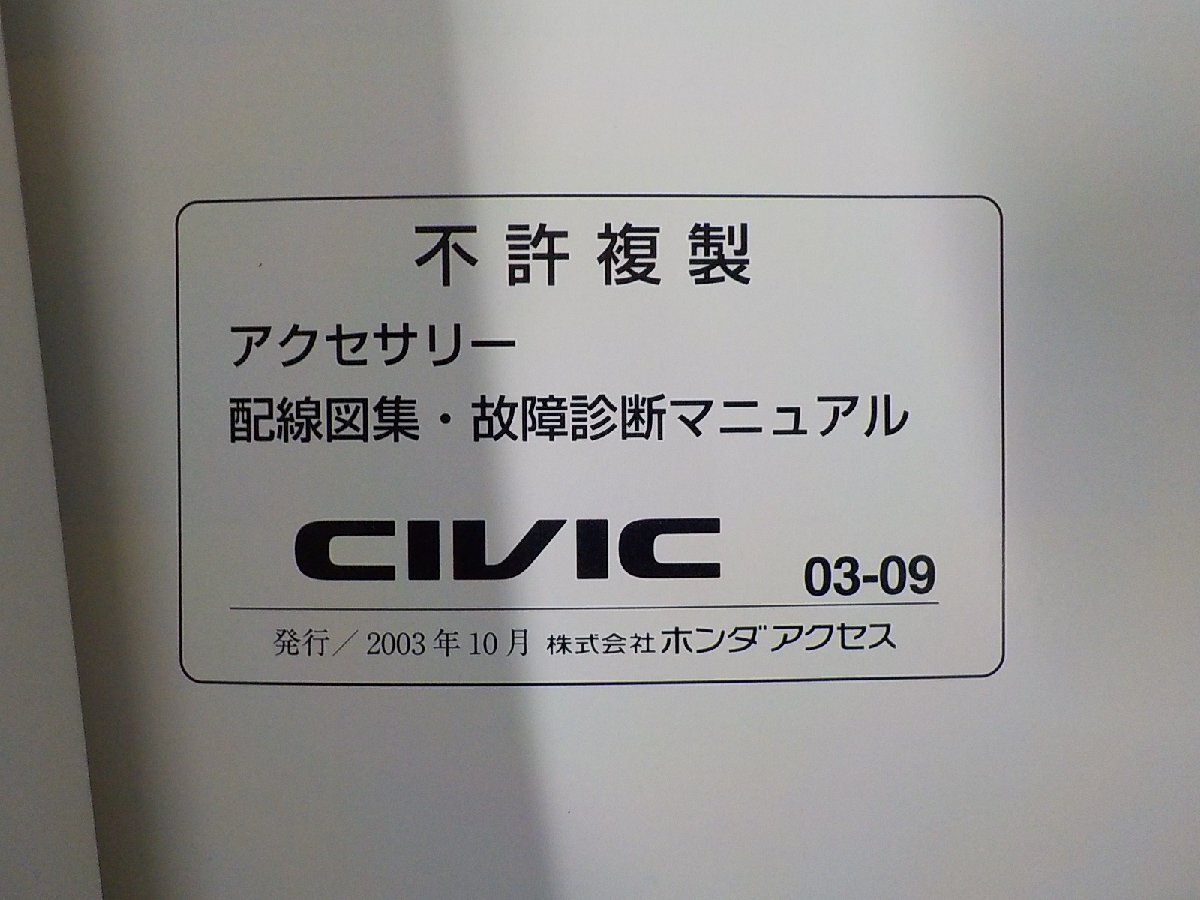 不許複製
アクセサリー
配線図集・故障診断マニュアル
CIVIC 03-09
発行／2003年10月 株式会社ホンダアクセス